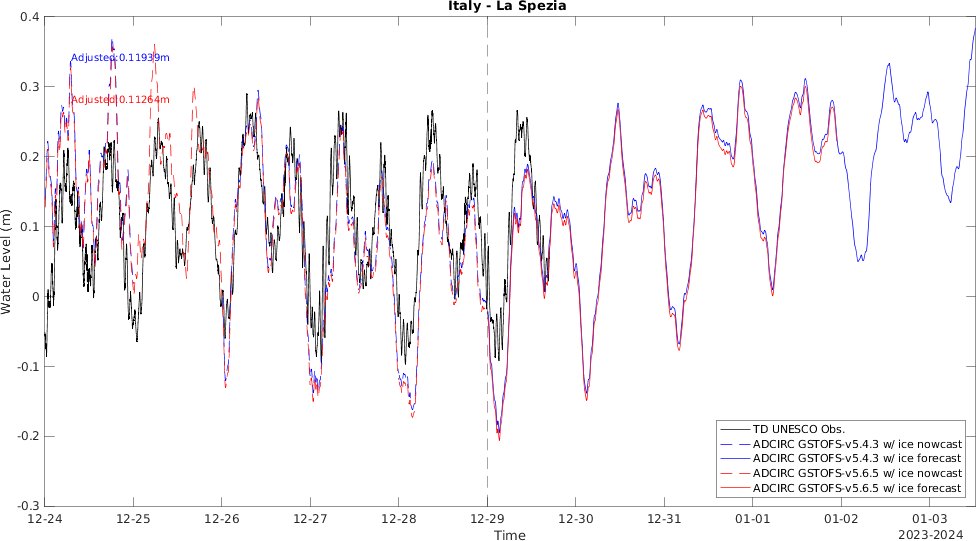 Italy - La Spezia
0.4
0.3
0.2
0.1
0
-0.1
-0.2
-0.3
Water Level (m)
Adjusted:0.11939m
Adjusted:0.11264m
TD UNESCO Obs.
ADCIRC GSTOFS-v5.4.3 w/ ice nowcast
ADCIRC GSTOFS-v5.4.3 w/ ice forecast
ADCIRC GSTOFS-v5.6.5 w/ ice nowcast
ADCIRC GSTOFS-v5.6.5 w/ ice forecast
12-24 12-25 12-26 12-27 12-28 12-29 12-30 12-31 01-01 01-02 01-03
Time
2023-2024